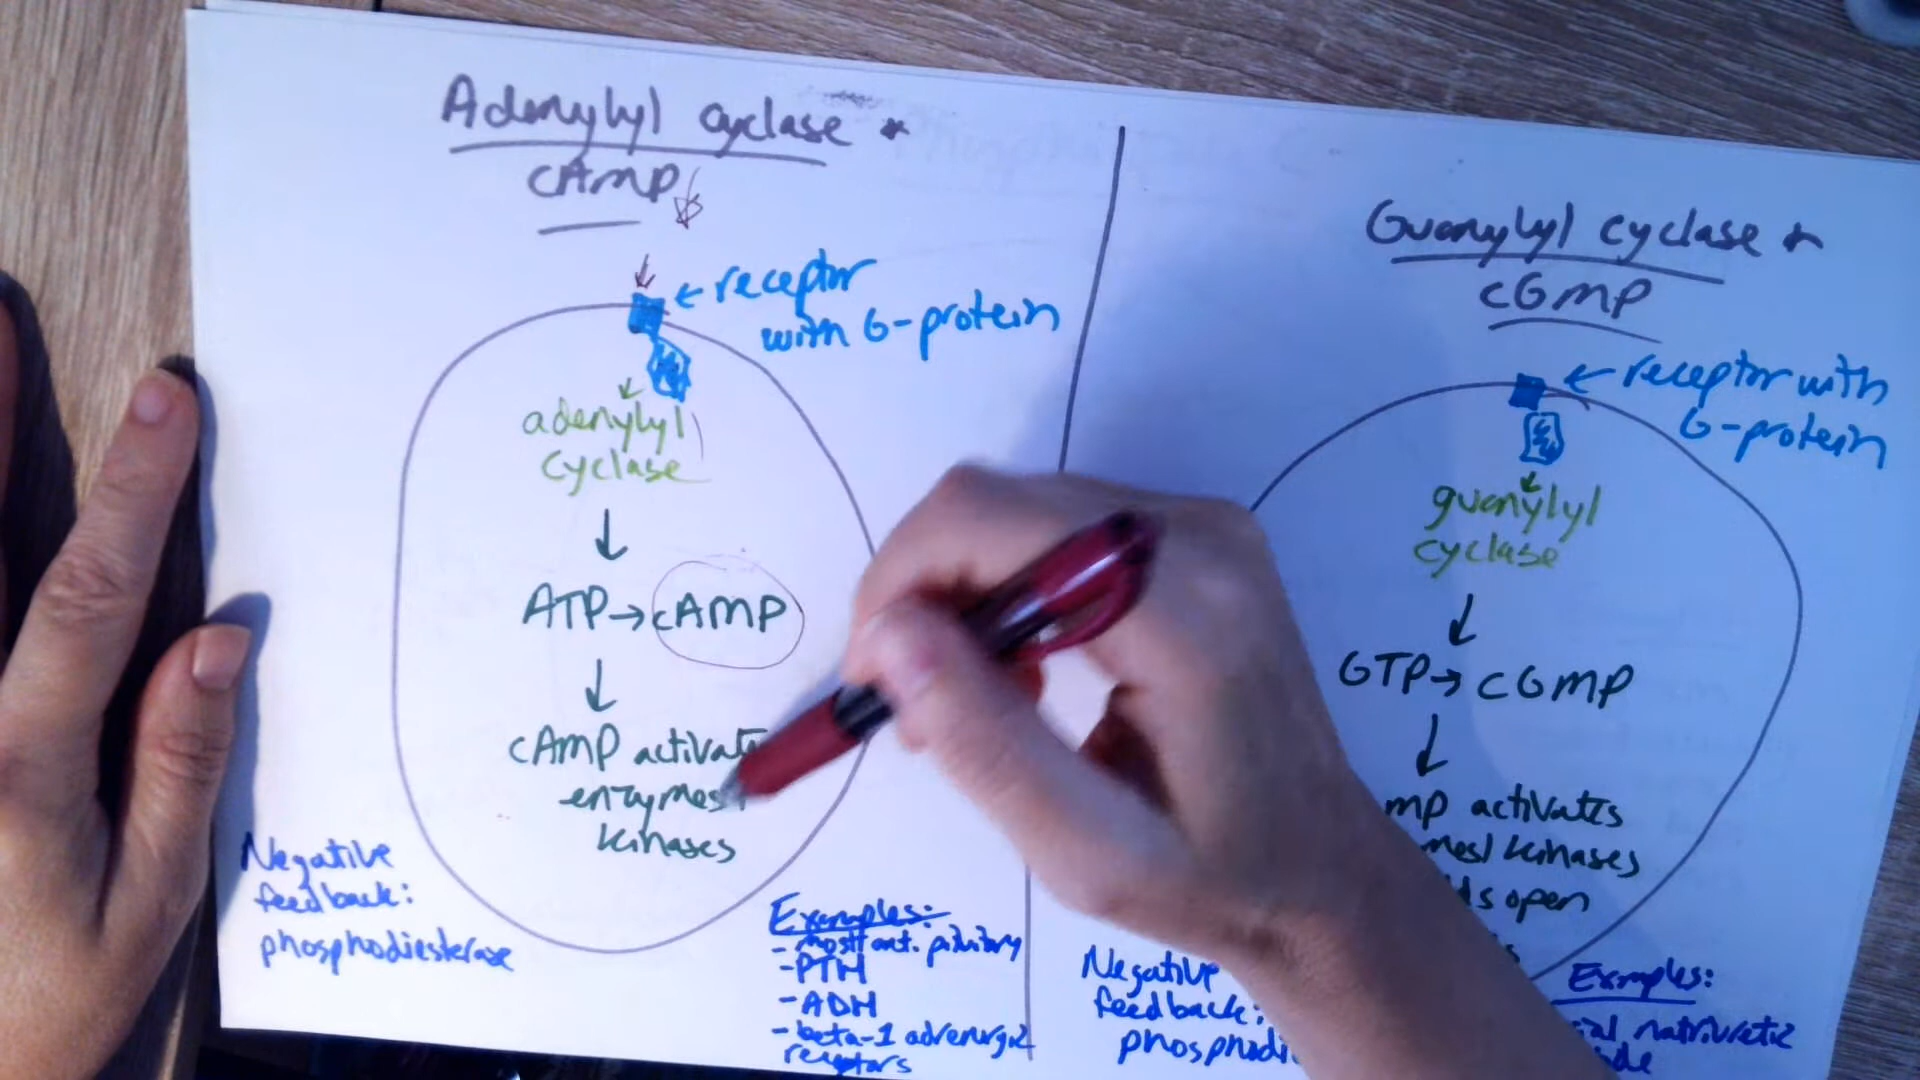 Adenylyl cyclase *
cAMP
← receptor
with G-protein
adenylyl
cyclase
↓
ATP → cAMP
↓
cAMP activates
enzymes
kinases
Negative
feedback:
phosphodiesterase
Examples:
- most ant. pituitary
- PTH
- ADH
- beta-1 adrenergic
receptors
Guanylyl cyclase *
cGMP
← receptor with
G-protein
guanylyl
cyclase
↓
GTP → cGMP
↓
mp activates
kinases
open
Negative
feedback:
phosphodi
Examples:
natriuretic